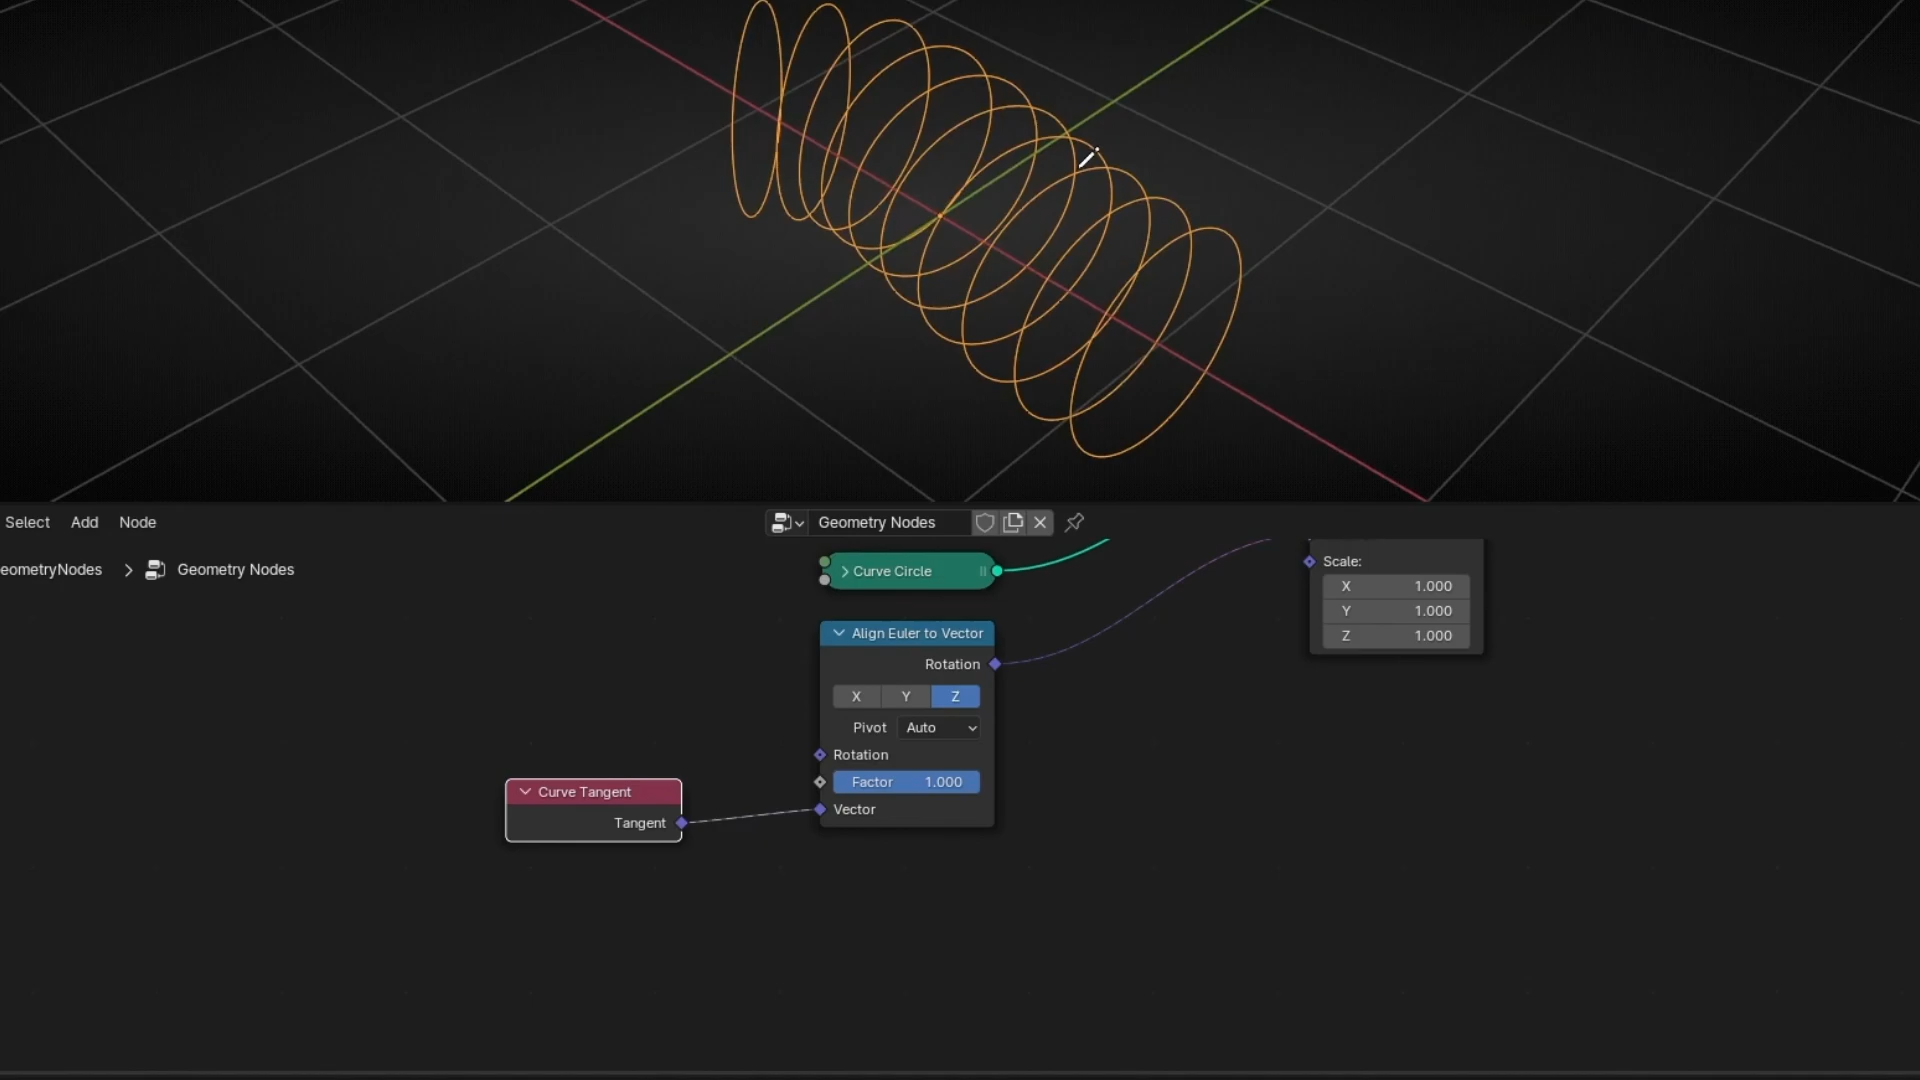 Select Add Node
Geometry Nodes
eometryNodes > Geometry Nodes
Curve Circle
Scale:
X 1.000
Y 1.000
Z 1.000
Align Euler to Vector
Rotation
X Y Z
Pivot Auto
Rotation
Factor 1.000
Vector
Curve Tangent
Tangent